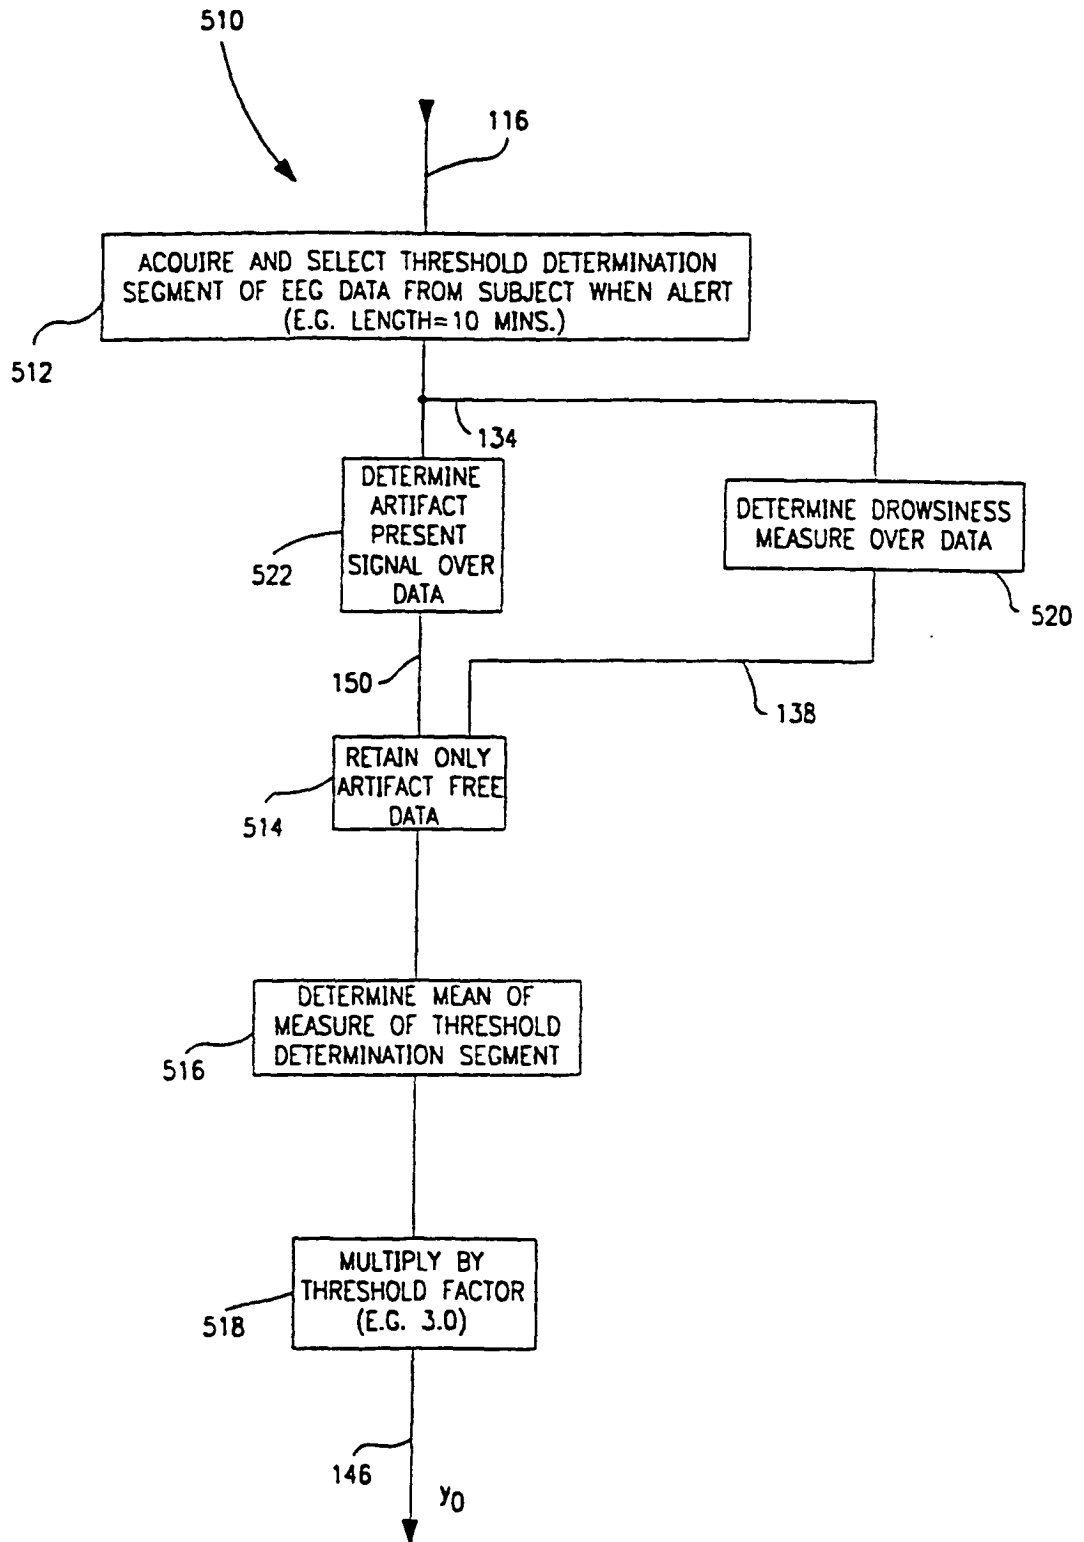 510
116
ACQUIRE AND SELECT THRESHOLD DETERMINATION
SEGMENT OF EEG DATA FROM SUBJECT WHEN ALERT
(E.G. LENGTH=10 MINS.)
512
134
DETERMINE
ARTIFACT
PRESENT
SIGNAL OVER
DATA
522
DETERMINE DROWSINESS
MEASURE OVER DATA
520
150
138
RETAIN ONLY
ARTIFACT FREE
DATA
514
DETERMINE MEAN OF
MEASURE OF THRESHOLD
DETERMINATION SEGMENT
516
MULTIPLY BY
THRESHOLD FACTOR
(E.G. 3.0)
518
146
y0